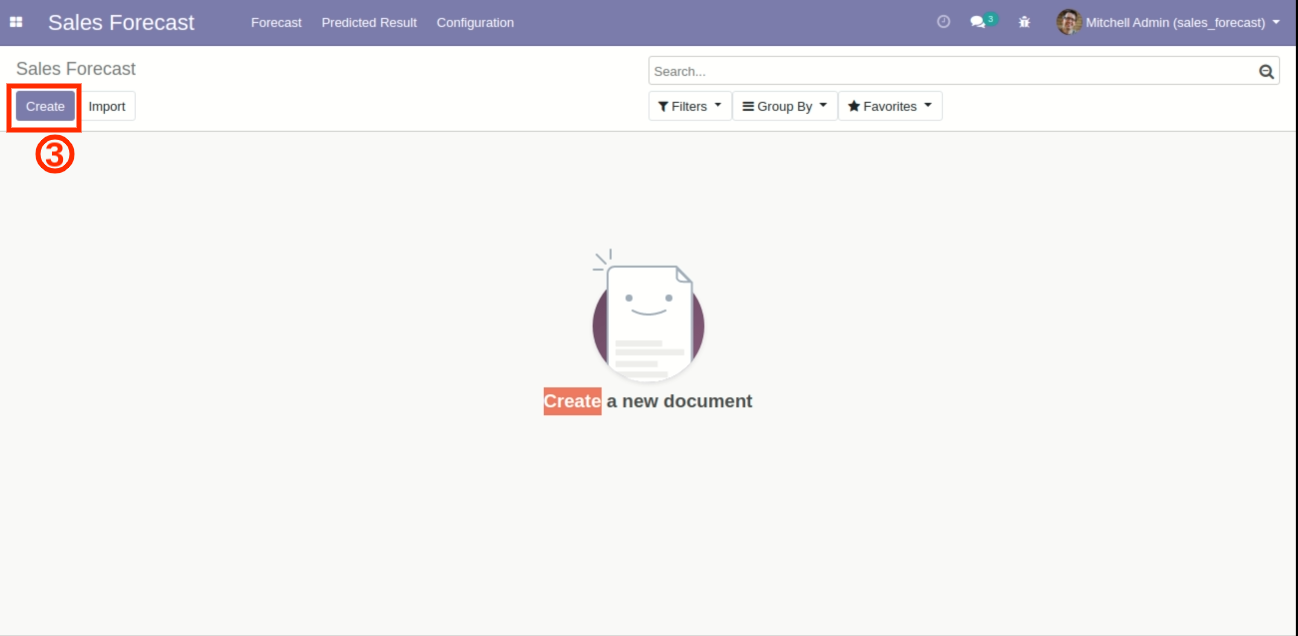 Sales Forecast Forecast Predicted Result Configuration 3 Mitchell Admin (sales_forecast)
Sales Forecast Search...
Create Import Filters Group By Favorites
③
Create a new document